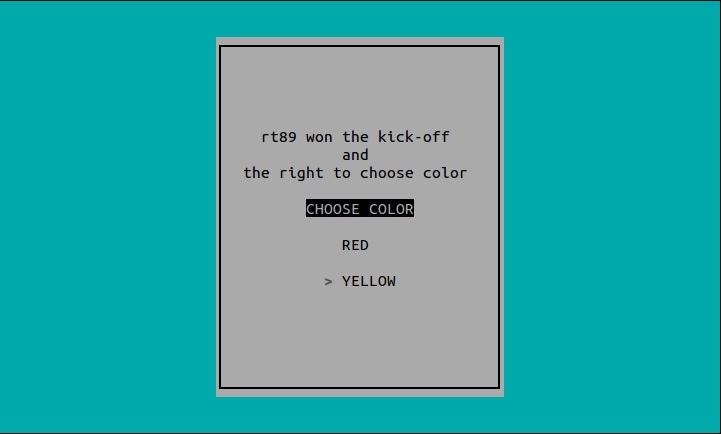 rt89 won the kick-off
and
the right to choose color
CHOOSE COLOR
RED
> YELLOW